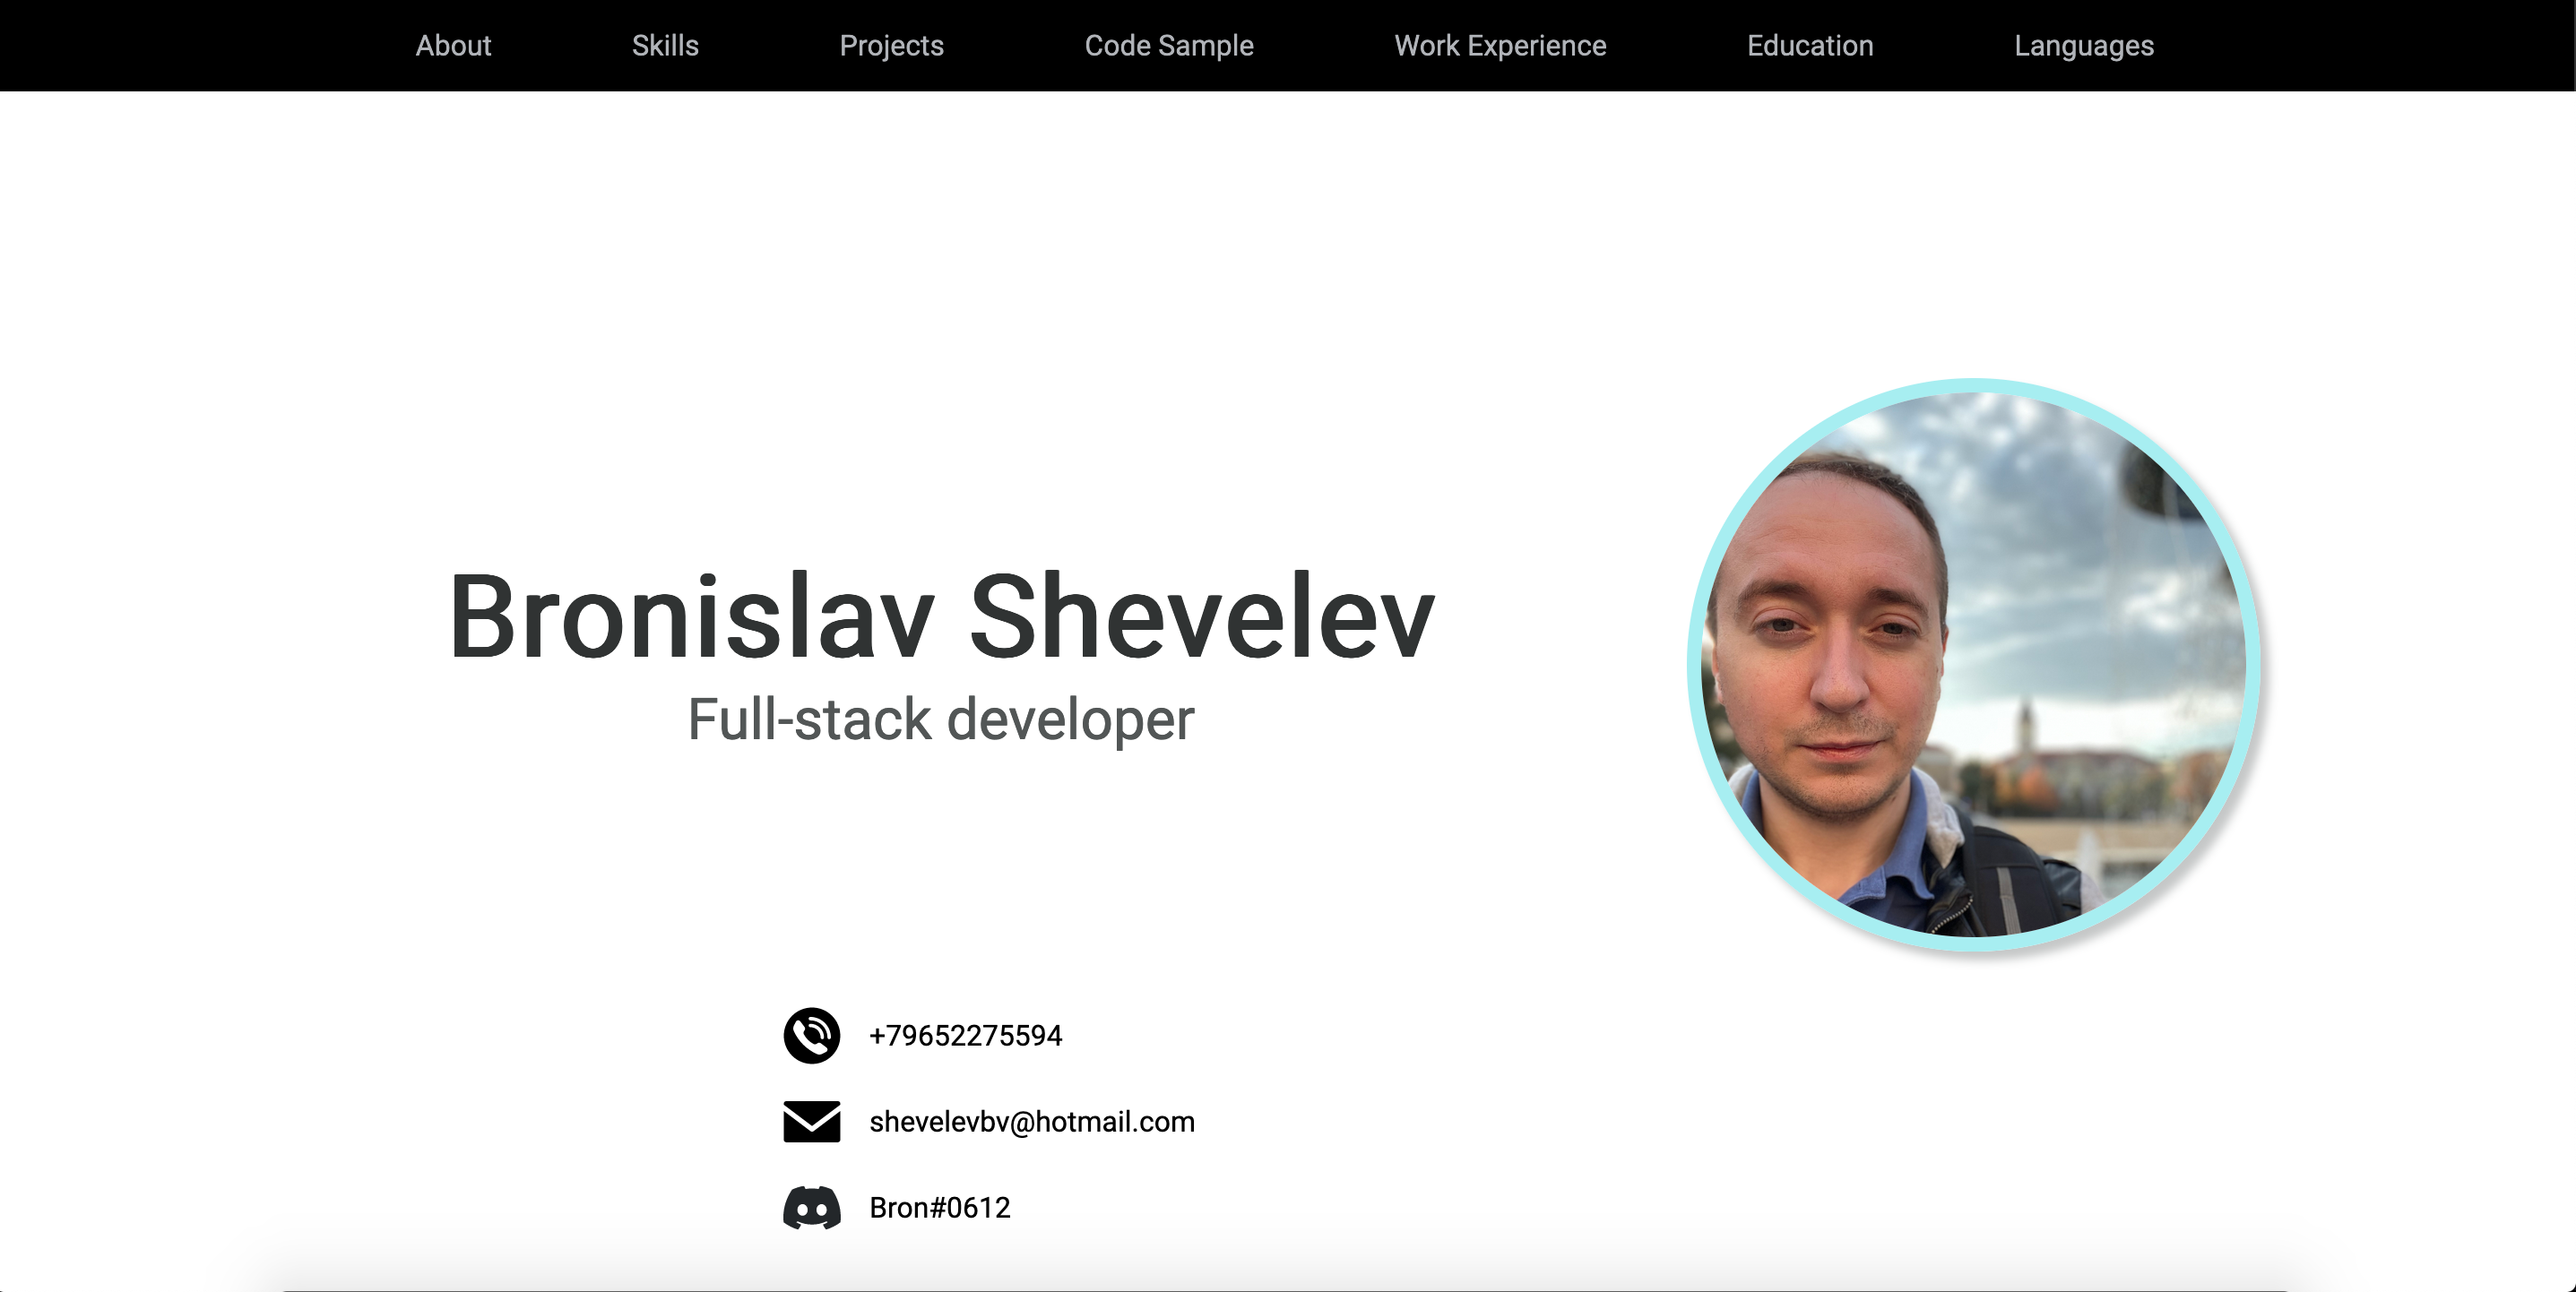 About Skills Projects Code Sample Work Experience Education Languages
Bronislav Shevelev
Full-stack developer
+79652275594
shevelevbv@hotmail.com
Bron#0612